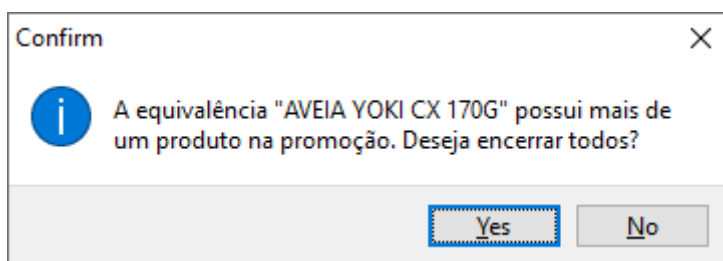 Confirm
A equivalência "AVEIA YOKI CX 170G" possui mais de
um produto na promoção. Deseja encerrar todos?
Yes
No